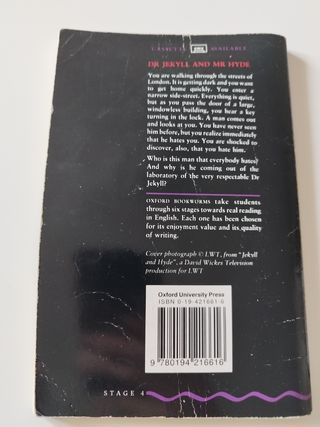 CASSETTE AVAILABLE
DR JEKYLL AND MR HYDE
You are walking through the streets of
London. It is getting dark and you want
to get home quickly. You enter a
narrow side-street. Everything is quiet,
but as you pass the door of a large,
windowless building, you hear a key
turning in the lock. A man comes out
and looks at you. You have never seen
him before, but you realize immediately
that he hates you. You are shocked to
discover, also, that you hate him.
Who is this man that everybody hates?
And why is he coming out of the
laboratory of the very respectable Dr
Jekyll?
OXFORD BOOKWORMS take students
through six stages towards real reading
in English. Each one has been chosen
for its enjoyment value and its quality
of writing.
Cover photograph © LWT, from "Jekyll
and Hyde", a David Wickes Television
production for LWT
Oxford University Press
ISBN 0-19-421661-6
9 780194 216616
STAGE 4